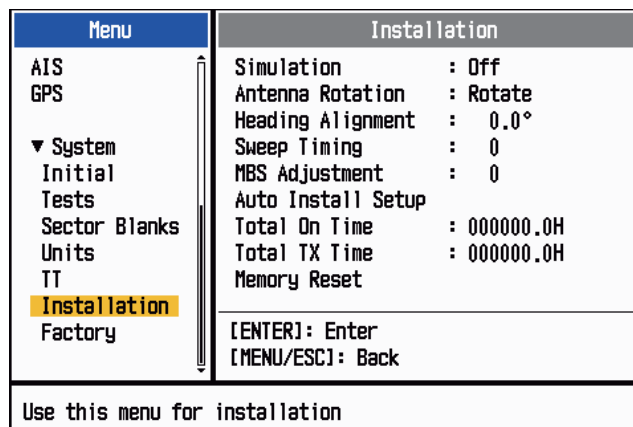 Menu
AIS
GPS
▼ System
Initial
Tests
Sector Blanks
Units
TT
Installation
Factory
Installation
Simulation : Off
Antenna Rotation : Rotate
Heading Alignment : 0.0°
Sweep Timing : 0
MBS Adjustment : 0
Auto Install Setup
Total On Time : 000000.0H
Total TX Time : 000000.0H
Memory Reset
[ENTER]: Enter
[MENU/ESC]: Back
Use this menu for installation